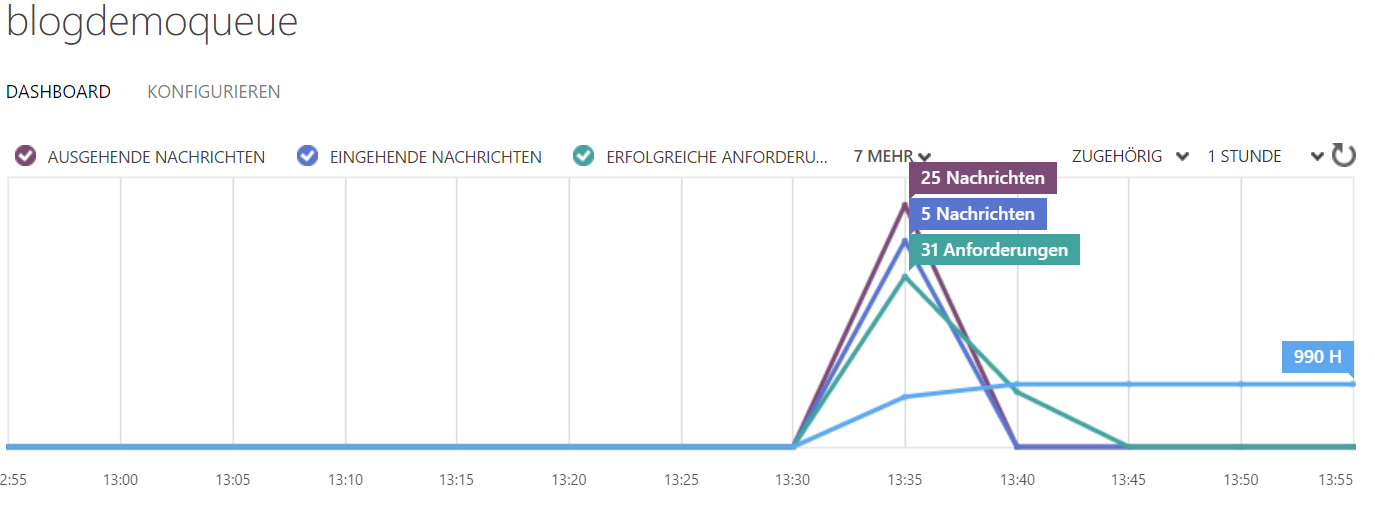 blogdemoqueue
DASHBOARD KONFIGURIEREN
AUSGEHENDE NACHRICHTEN EINGEHENDE NACHRICHTEN ERFOLGREICHE ANFORDERU... 7 MEHR ZUGEHÖRIG 1 STUNDE
25 Nachrichten
5 Nachrichten
31 Anforderungen
990 H
2:55 13:00 13:05 13:10 13:15 13:20 13:25 13:30 13:35 13:40 13:45 13:50 13:55